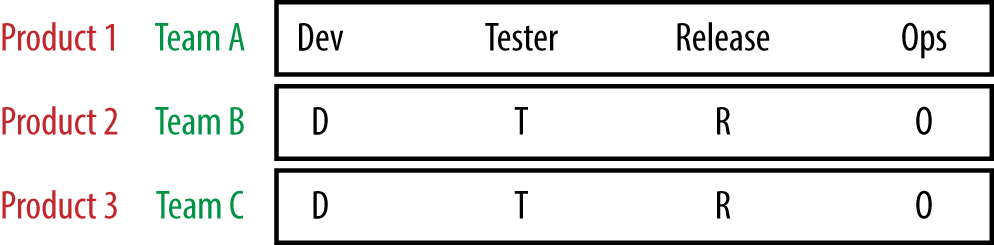 Product 1 Team A Dev Tester Release Ops
Product 2 Team B D T R O
Product 3 Team C D T R O